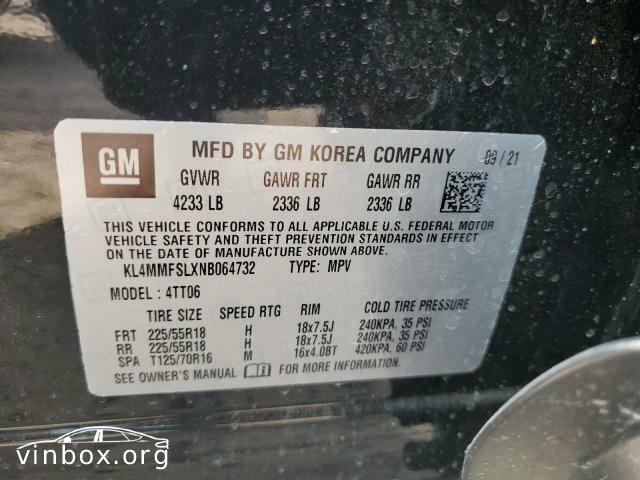 GM MFD BY GM KOREA COMPANY 09/21
GVWR GAWR FRT GAWR RR
4233 LB 2336 LB 2336 LB
THIS VEHICLE CONFORMS TO ALL APPLICABLE U.S. FEDERAL MOTOR
VEHICLE SAFETY AND THEFT PREVENTION STANDARDS IN EFFECT
ON THE DATE OF MANUFACTURE SHOWN ABOVE.
KL4MMFSLXNB064732 TYPE: MPV
MODEL: 4TT06
TIRE SIZE SPEED RTG RIM COLD TIRE PRESSURE
FRT 225/55R18 H 18x7.5J 240KPA, 35 PSI
RR 225/55R18 H 18x7.5J 240KPA, 35 PSI
SPA T125/70R16 M 16x4.0BT 420KPA, 60 PSI
SEE OWNER'S MANUAL FOR MORE INFORMATION.
vinbox.org